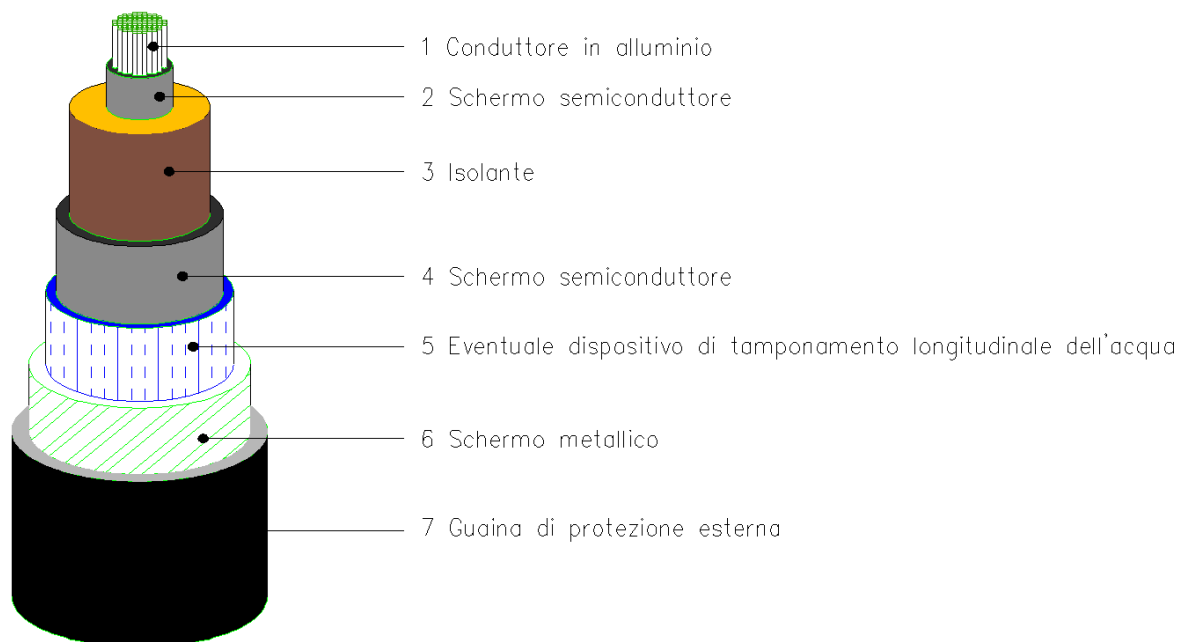 1 Conduttore in alluminio
2 Schermo semiconduttore
3 Isolante
4 Schermo semiconduttore
5 Eventuale dispositivo di tamponamento longitudinale dell'acqua
6 Schermo metallico
7 Guaina di protezione esterna